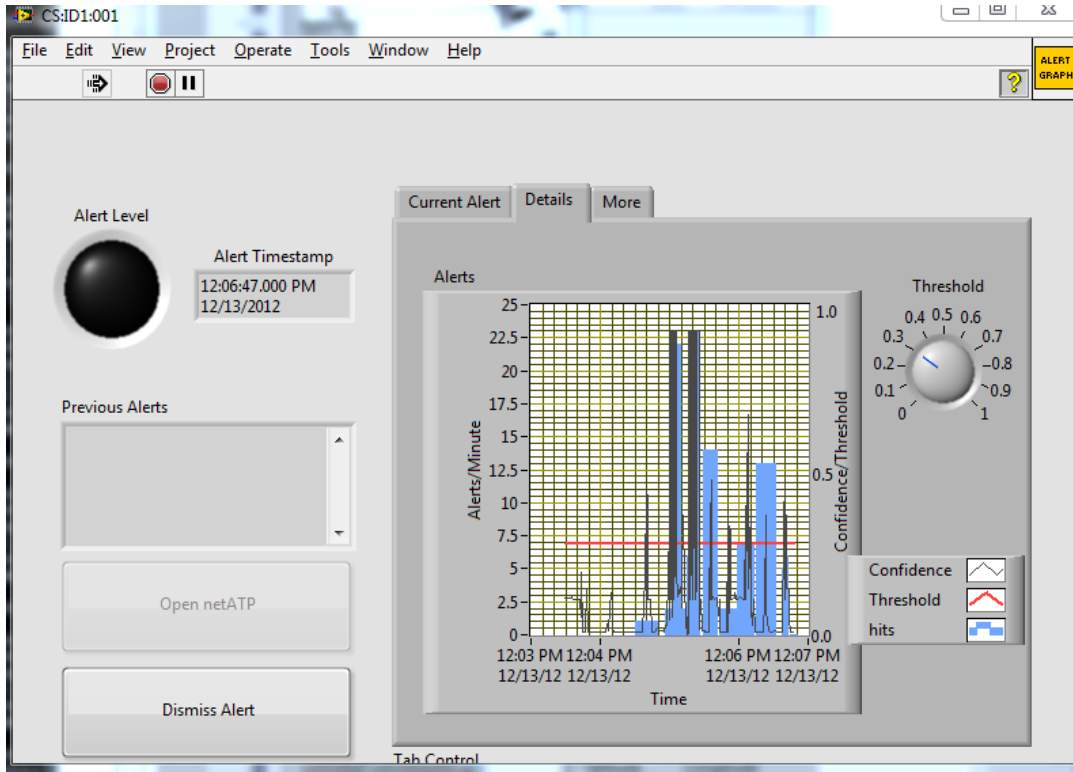 CS:ID1:001
File Edit View Project Operate Tools Window Help
ALERT
GRAPH
Alert Level
Alert Timestamp
12:06:47.000 PM
12/13/2012
Previous Alerts
Open netATP
Dismiss Alert
Current Alert Details More
Alerts
25
22.5
20
17.5
15
12.5
10
7.5
5
2.5
0
Alerts/Minute
1.0
0.5
0.0
Confidence/Threshold
12:03 PM 12:04 PM 12:06 PM 12:07 PM
12/13/12 12/13/12 12/13/12 12/13/12
Time
Threshold
0.4 0.5 0.6
0.3 0.7
0.2 0.8
0.1 0.9
0 1
Confidence
Threshold
hits
Tab Control